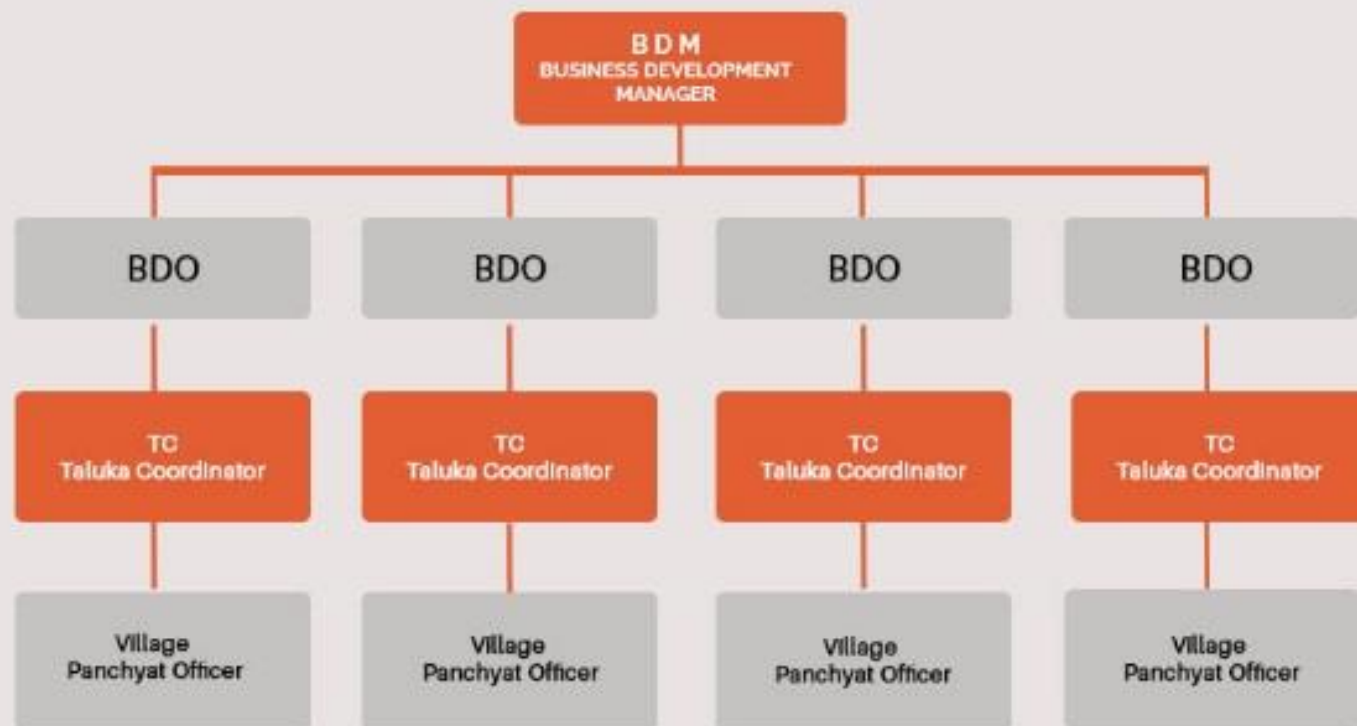 B D M
BUSINESS DEVELOPMENT
MANAGER
BDO
BDO
BDO
BDO
TC
Taluka Coordinator
TC
Taluka Coordinator
TC
Taluka Coordinator
TC
Taluka Coordinator
Village
Panchyat Officer
Village
Panchyat Officer
Village
Panchyat Officer
Village
Panchyat Officer